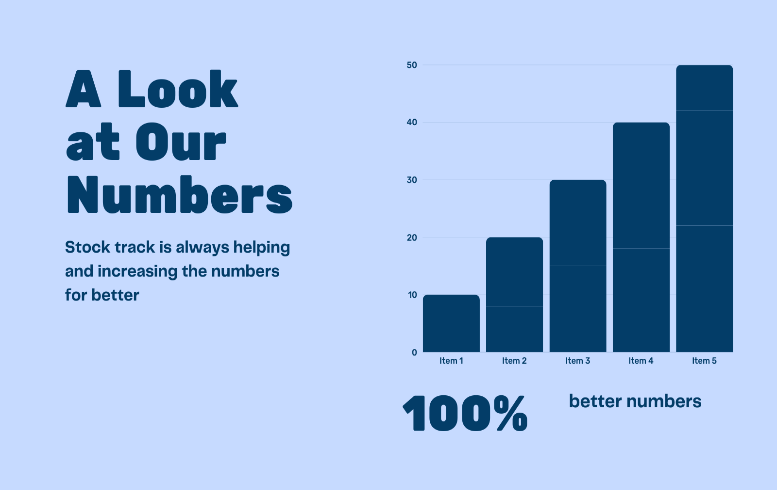 A Look
at Our
Numbers
Stock track is always helping
and increasing the numbers
for better
50
40
30
20
10
0
Item 1 Item 2 Item 3 Item 4 Item 5
100%
better numbers